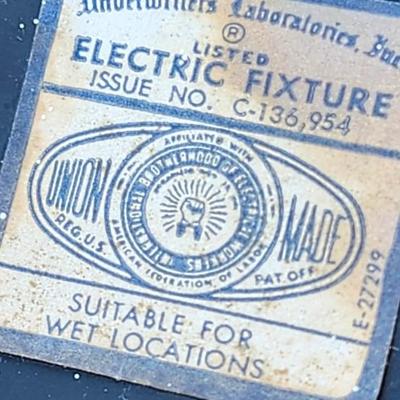 Underwriters Laboratories, Inc.
®
LISTED
ELECTRIC FIXTURE
ISSUE NO. C-136,954
AFFILIATED WITH
INTERNATIONAL BROTHERHOOD OF ELECTRICAL WORKERS
AMERICAN FEDERATION OF LABOR
UNION MADE
REG. U.S. PAT. OFF.
E-27299
SUITABLE FOR
WET LOCATIONS